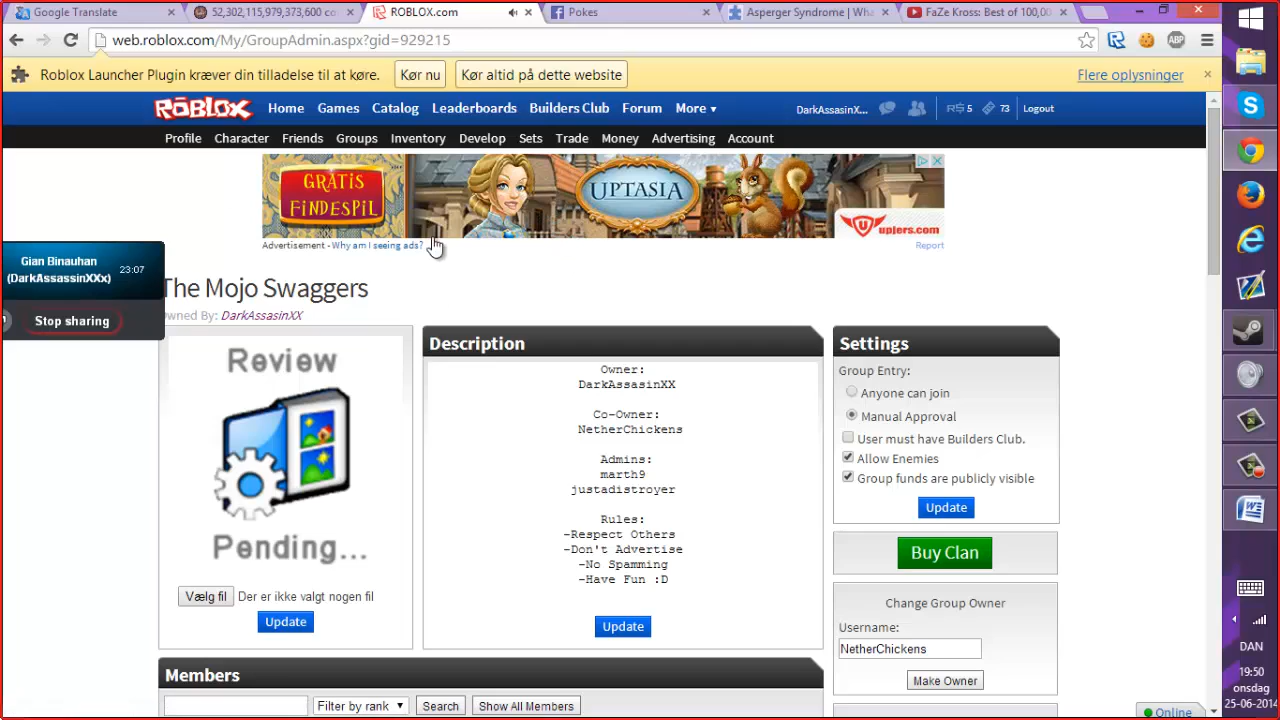 Google Translate
52,302,115,979,373,600 co
ROBLOX.com
Pokes
Asperger Syndrome | Wha
FaZe Kross: Best of 100,00
web.roblox.com/My/GroupAdmin.aspx?gid=929215
ABP
Roblox Launcher Plugin kræver din tilladelse til at køre.
Kør nu
Kør altid på dette website
Flere oplysninger
ROBLOX
Home
Games
Catalog
Leaderboards
Builders Club
Forum
More
DarkAssasinX...
R$ 5
73
Logout
Profile
Character
Friends
Groups
Inventory
Develop
Sets
Trade
Money
Advertising
Account
GRATIS
FINDESPIL
UPTASIA
upjers.com
Advertisement - Why am I seeing ads?
Report
Gian Binauhan
(DarkAssassinXXx)
23:07
Stop sharing
The Mojo Swaggers
wned By: DarkAssasinXX
Review
Pending...
Vælg fil
Der er ikke valgt nogen fil
Update
Description
Owner:
DarkAssasinXX
Co-Owner:
NetherChickens
Admins:
marth9
justadistroyer
Rules:
-Respect Others
-Don't Advertise
-No Spamming
-Have Fun :D
Update
Settings
Group Entry:
Anyone can join
Manual Approval
User must have Builders Club.
Allow Enemies
Group funds are publicly visible
Update
Buy Clan
Change Group Owner
Username:
NetherChickens
Make Owner
Members
Filter by rank
Search
Show All Members
Online
DAN
19:50
onsdag
25-06-2014